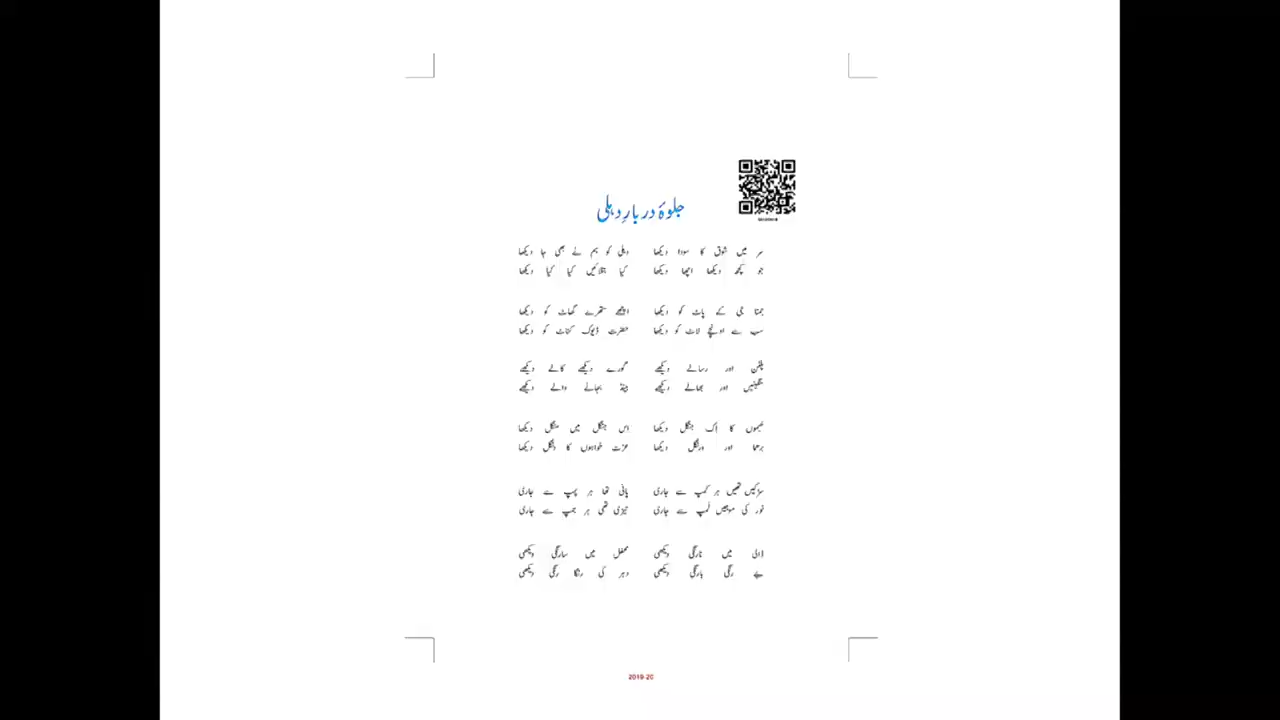 جلوۂ دربارِ دہلی
سر میں شوق کا سودا دیکھا دہلی کو ہم نے بھی جا دیکھا
جو کچھ دیکھا اچھا دیکھا کیا بتلائیں کیا کیا دیکھا
جمنا جی کے پاٹ کو دیکھا اچھے ستھرے گھاٹ کو دیکھا
سب سے اونچے لاٹ کو دیکھا حضرت ڈیوک کناٹ کو دیکھا
پلٹن اور رسالے دیکھے گورے دیکھے کالے دیکھے
سنگینیں اور بھالے دیکھے بینڈ بجانے والے دیکھے
خیموں کا اِک جنگل دیکھا اس جنگل میں منگل دیکھا
برھما اور ورنگل دیکھا عزت خواہوں کا دنگل دیکھا
سڑکیں تھیں ہر کمپ سے جاری پانی تھا ہر پمپ سے جاری
نور کی موجیں لمپ سے جاری تیزی تھی ہر جمپ سے جاری
ڈالی میں نارنگی دیکھی محفل میں سارنگی دیکھی
بے رنگی بارنگی دیکھی دہر کی رنگا رنگی دیکھی
2019-20